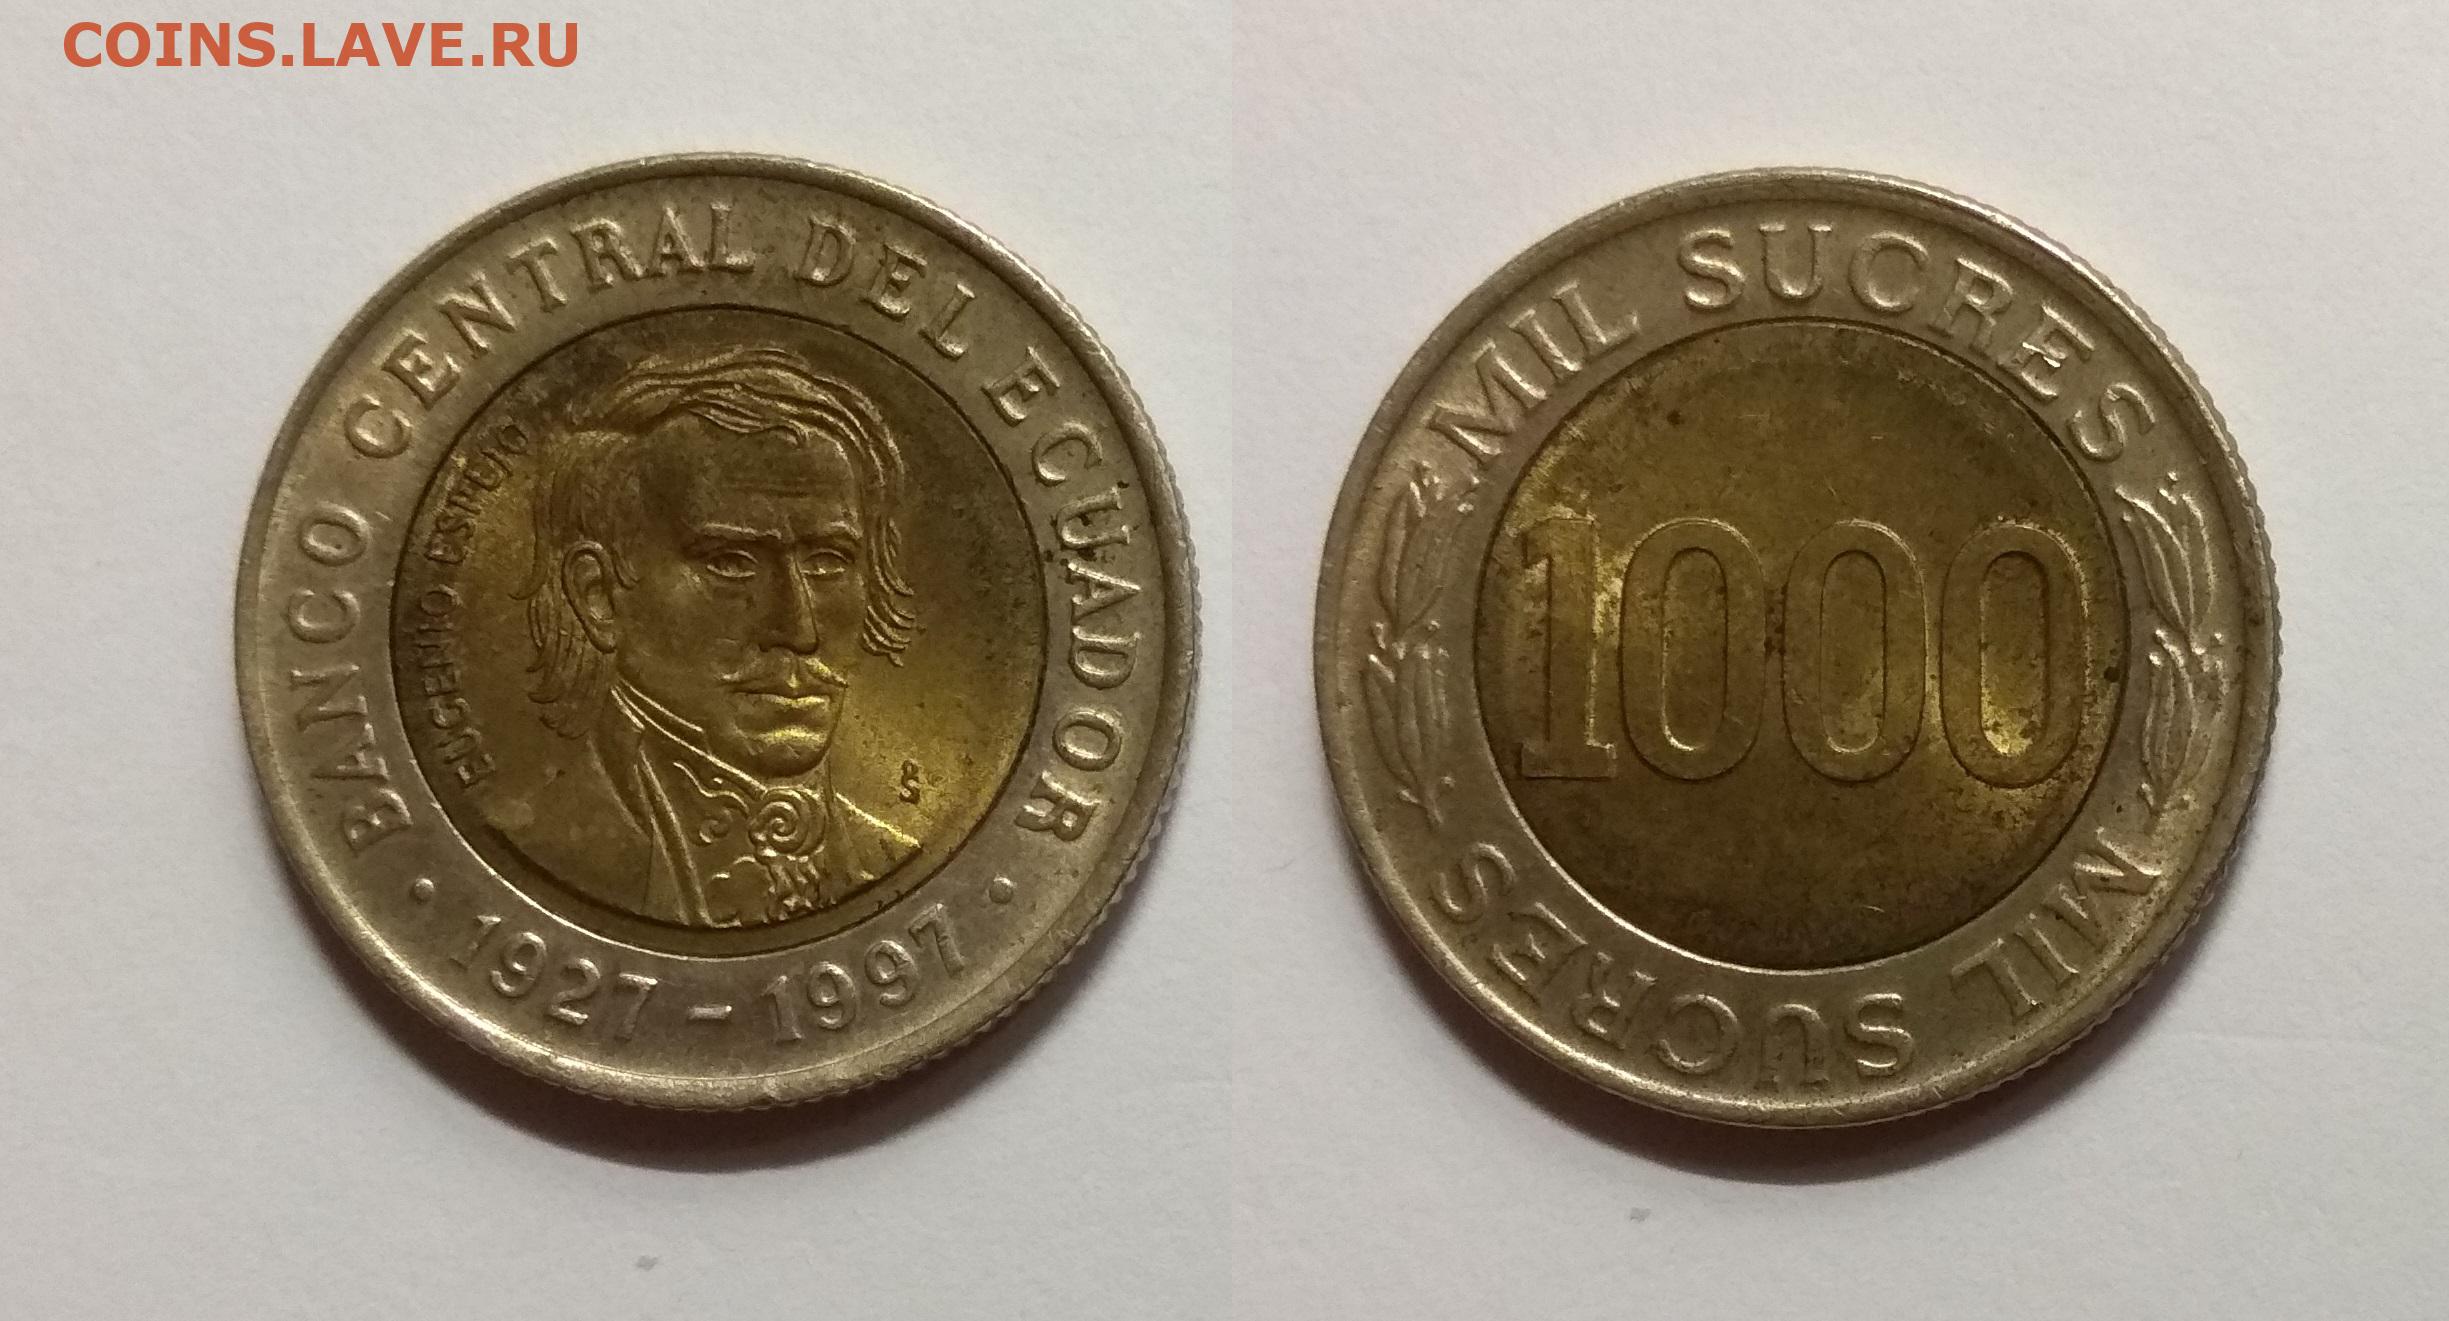 COINS.LAVE.RU
BANCO CENTRAL DEL ECUADOR
EUGENIO ESPEJO
S
• 1927 - 1997 •
MIL SUCRES
1000
MIL SUCRES